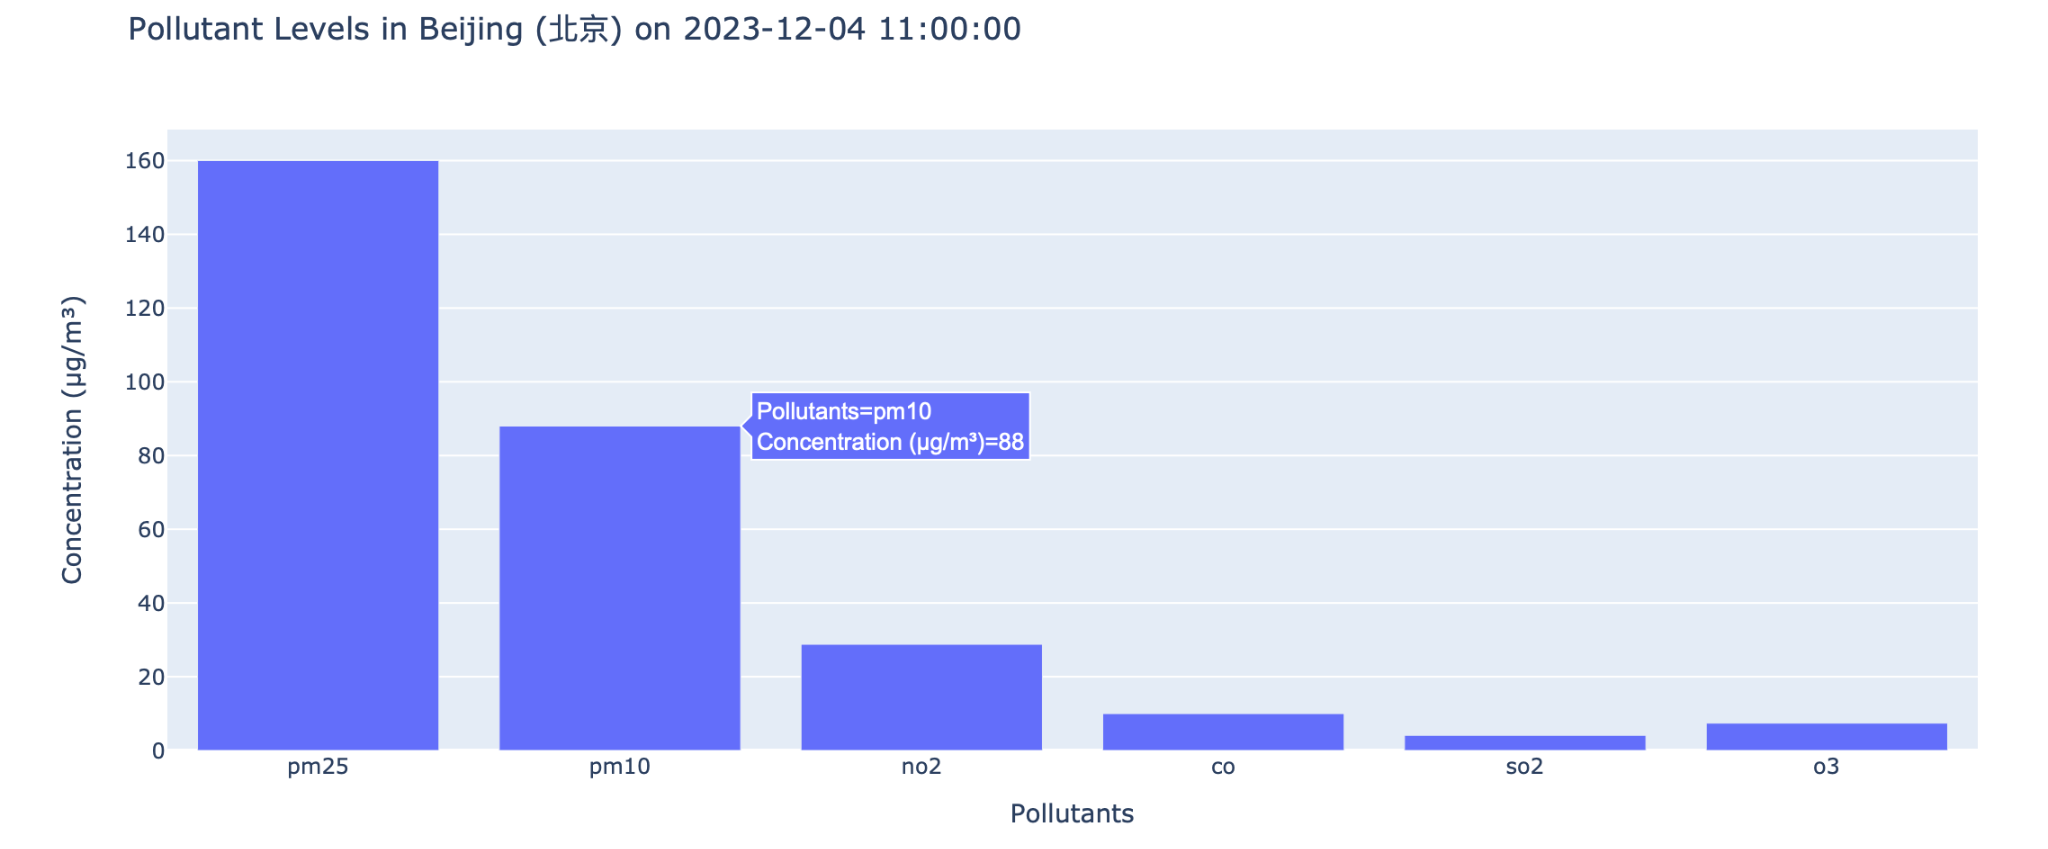 Pollutant Levels in Beijing (北京) on 2023-12-04 11:00:00
Concentration (μg/m³)
160
140
120
100
80
60
40
20
0
Pollutants=pm10
Concentration (μg/m³)=88
pm25 pm10 no2 co so2 o3
Pollutants